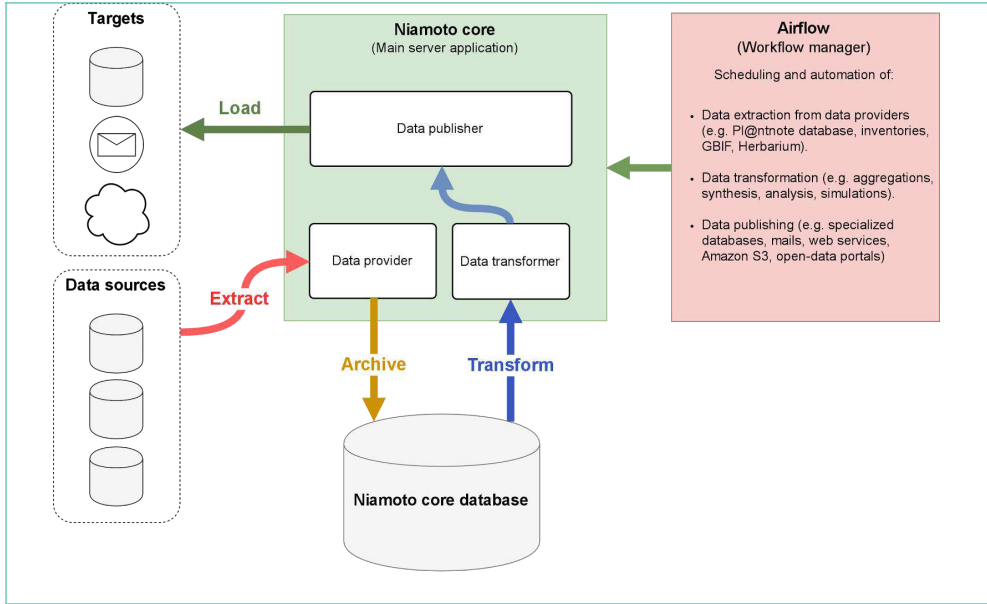 Targets
Load
Data sources
Extract
Niamoto core
(Main server application)
Data publisher
Data provider
Data transformer
Archive
Transform
Niamoto core database
Airflow
(Workflow manager)
Scheduling and automation of:
• Data extraction from data providers
(e.g. Pl@ntnote database, inventories,
GBIF, Herbarium).
• Data transformation (e.g. aggregations,
synthesis, analysis, simulations).
• Data publishing (e.g. specialized
databases, mails, web services,
Amazon S3, open-data portals)